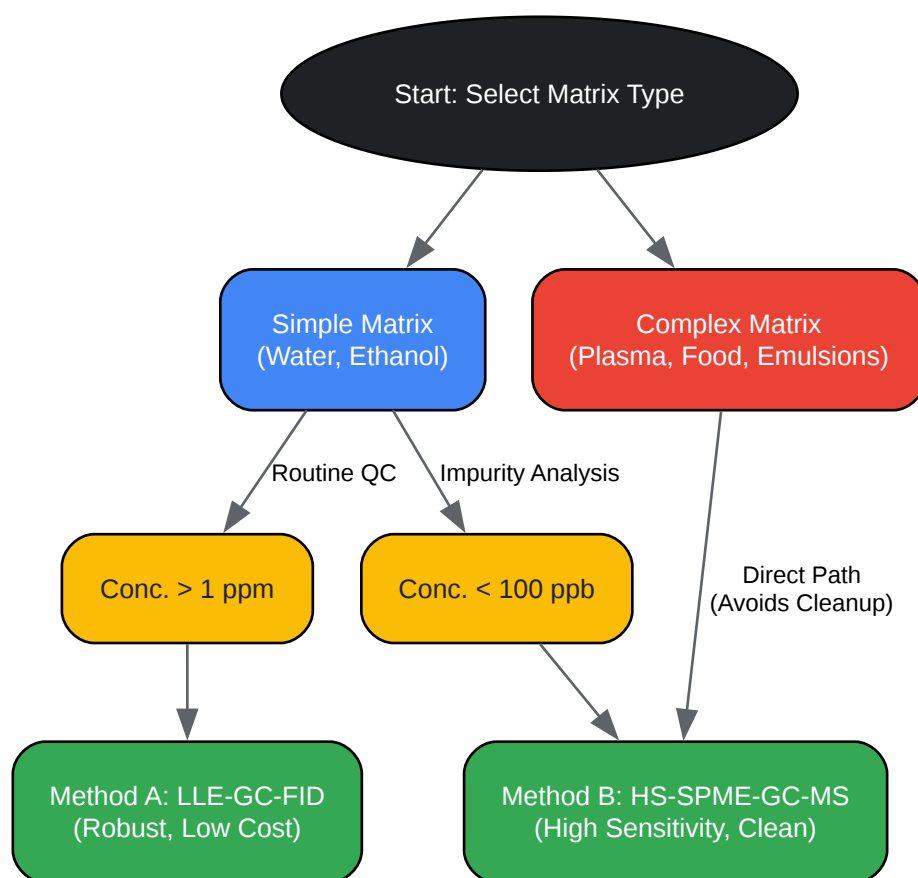 Start: Select Matrix Type
Simple Matrix
(Water, Ethanol)
Complex Matrix
(Plasma, Food, Emulsions)
Routine QC
Impurity Analysis
Conc. > 1 ppm
Conc. < 100 ppb
Direct Path
(Avoids Cleanup)
Method A: LLE-GC-FID
(Robust, Low Cost)
Method B: HS-SPME-GC-MS
(High Sensitivity, Clean)